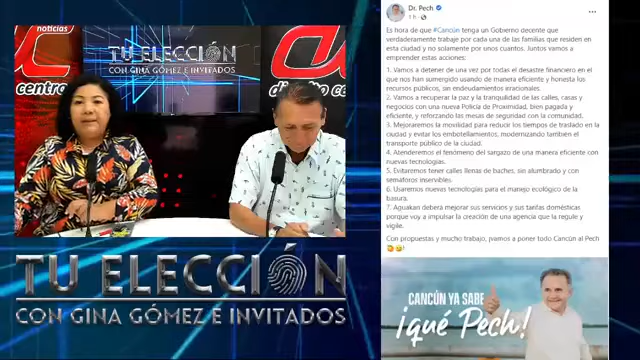 noticias
TU ELECCIÓN
CON GINA GÓMEZ E INVITADOS
directo cen
TU ELECCIÓN
CON GINA GÓMEZ E INVITADOS
Dr. Pech
1 h
Es hora de que #Cancún tenga un Gobierno decente que
verdaderamente trabaje por cada una de las familias que residen en
esta ciudad y no solamente por unos cuantos. Juntos vamos a
emprender estas acciones:
1. Vamos a detener de una vez por todas el desastre financiero en el
que nos han sumergido usando de manera eficiente y honesta los
recursos públicos, sin endeudamientos irracionales.
2. Vamos a recuperar la paz y la tranquilidad de las calles, casas y
negocios con una nueva Policía de Proximidad, bien pagada y
eficiente, y reforzando las mesas de seguridad con la comunidad.
3. Mejoraremos la movilidad para reducir los tiempos de traslado en la
ciudad y evitar los embotellamientos, modernizando también el
transporte público de la ciudad.
4. Atenderemos el fenómeno del sargazo de una manera eficiente con
nuevas tecnologías.
5. Evitaremos tener calles llenas de baches, sin alumbrado y con
semáforos inservibles.
6. Usaremos nuevas tecnologías para el manejo ecológico de la
basura.
7. Aguakan deberá mejorar sus servicios y sus tarifas domésticas
porque voy a impulsar la creación de una agencia que la regule y
vigile.
Con propuestas y mucho trabajo, ¡vamos a poner todo Cancún al Pech
!
CANCÚN YA SABE
¡qué Pech!